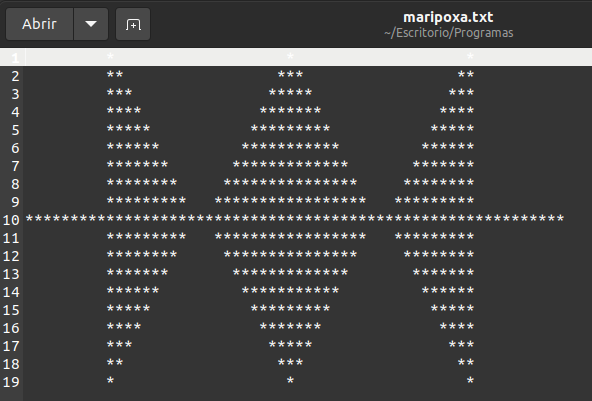 Abrir
maripoxa.txt
~/Escritorio/Programas
1          *                   *                   *
2          **                 ***                 **
3          ***               *****               ***
4          ****             *******             ****
5          *****           *********           *****
6          ******         ***********         ******
7          *******       *************       *******
8          ********     ***************     ********
9          *********   *****************   *********
10 ************************************************************
11          *********   *****************   *********
12          ********     ***************     ********
13          *******       *************       *******
14          ******         ***********         ******
15          *****           *********           *****
16          ****             *******             ****
17          ***               *****               ***
18          **                 ***                 **
19          *                   *                   *